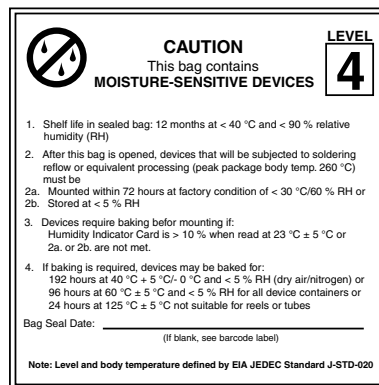 LEVEL
4
CAUTION
This bag contains
MOISTURE-SENSITIVE DEVICES
1. Shelf life in sealed bag: 12 months at < 40 °C and < 90 % relative
humidity (RH)
2. After this bag is opened, devices that will be subjected to soldering
reflow or equivalent processing (peak package body temp. 260 °C)
must be
2a. Mounted within 72 hours at factory condition of < 30 °C/60 % RH or
2b. Stored at < 5 % RH
3. Devices require baking befor mounting if:
Humidity Indicator Card is > 10 % when read at 23 °C ± 5 °C or
2a. or 2b. are not met.
4. If baking is required, devices may be baked for:
192 hours at 40 °C + 5 °C/- 0 °C and < 5 % RH (dry air/nitrogen) or
96 hours at 60 °C ± 5 °C and < 5 % RH for all device containers or
24 hours at 125 °C ± 5 °C not suitable for reels or tubes
Bag Seal Date:
(If blank, see barcode label)
Note: Level and body temperature defined by EIA JEDEC Standard J-STD-020